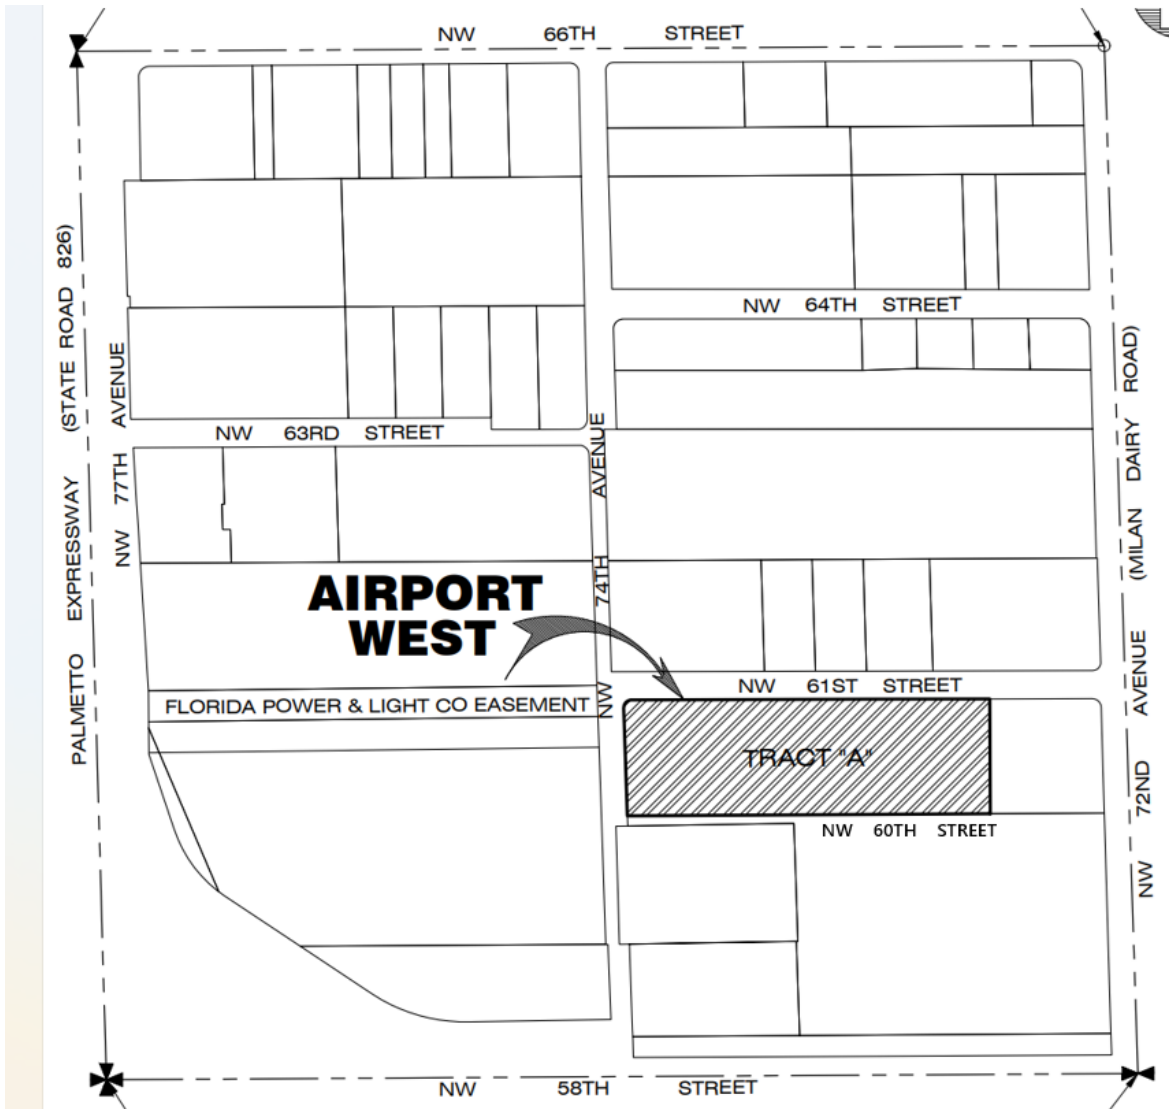 NW 66TH STREET
PALMETTO EXPRESSWAY (STATE ROAD 826)
NW 77TH AVENUE
NW 64TH STREET
NW 63RD STREET
NW 74TH AVENUE
NW 72ND AVENUE (MILAN DAIRY ROAD)
AIRPORT
WEST
NW 61ST STREET
FLORIDA POWER & LIGHT CO EASEMENT
TRACT "A"
NW 60TH STREET
NW 58TH STREET